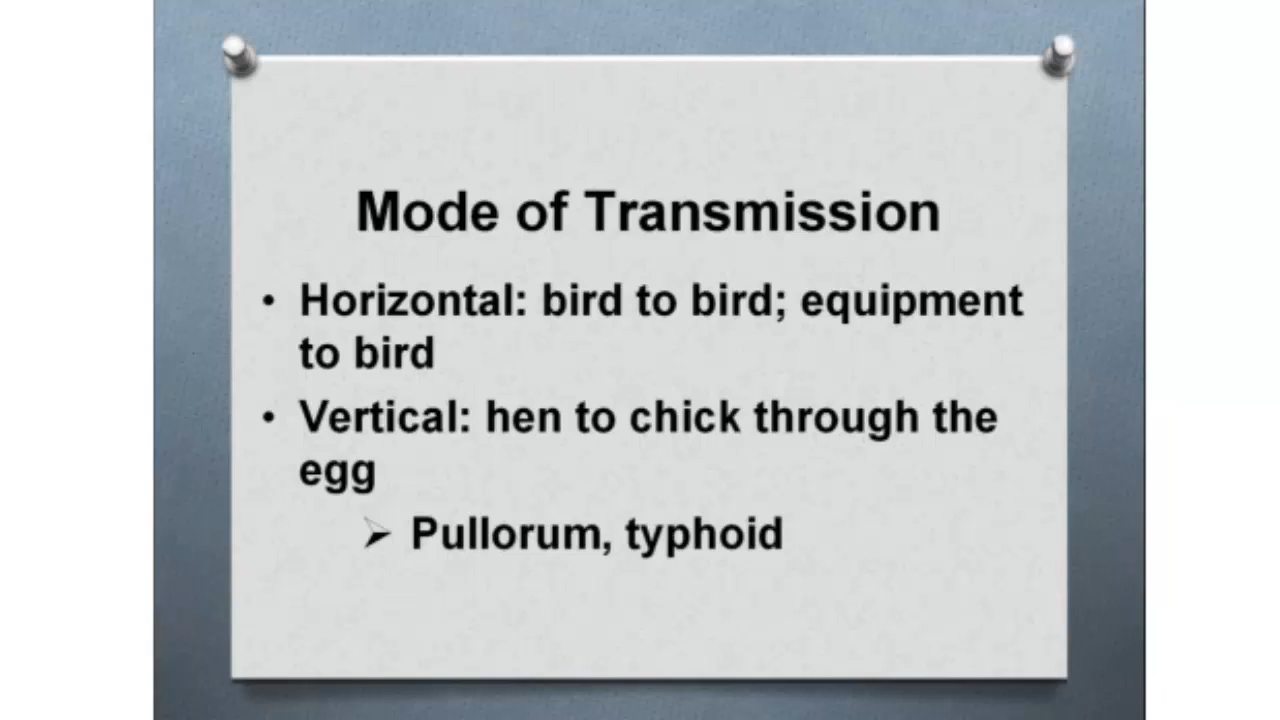 Mode of Transmission
• Horizontal: bird to bird; equipment
to bird
• Vertical: hen to chick through the
egg
➢ Pullorum, typhoid